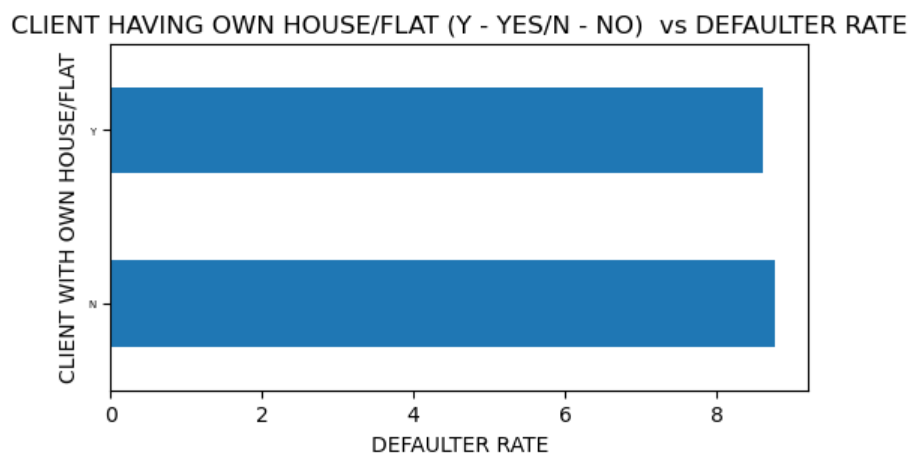 CLIENT HAVING OWN HOUSE/FLAT (Y - YES/N - NO)  vs DEFAULTER RATE
CLIENT WITH OWN HOUSE/FLAT
Y
N
0 2 4 6 8
DEFAULTER RATE